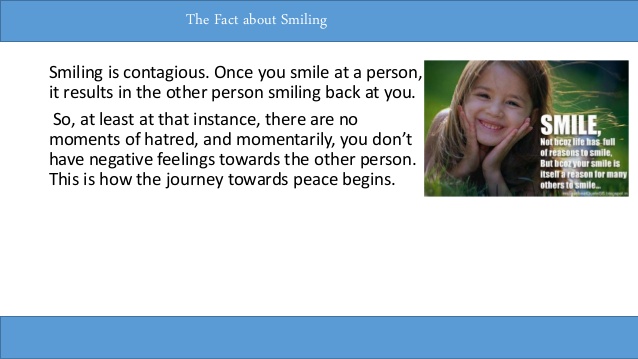 The Fact about Smiling
Smiling is contagious. Once you smile at a person,
it results in the other person smiling back at you.
So, at least at that instance, there are no
moments of hatred, and momentarily, you don’t
have negative feelings towards the other person.
This is how the journey towards peace begins.
SMILE,
Not bcoz life has full
of reasons to smile,
But bcoz your smile is
itself a reason for many
others to smile...